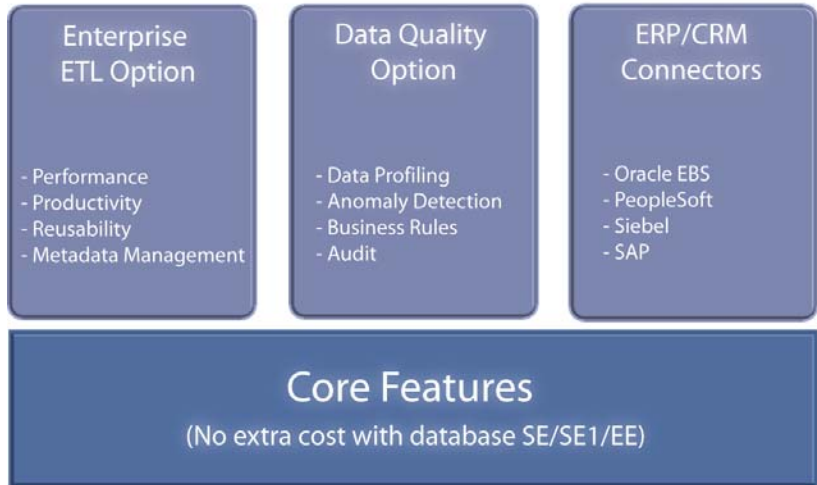 Enterprise
ETL Option
- Performance
- Productivity
- Reusability
- Metadata Management
Data Quality
Option
- Data Profiling
- Anomaly Detection
- Business Rules
- Audit
ERP/CRM
Connectors
- Oracle EBS
- PeopleSoft
- Siebel
- SAP
Core Features
(No extra cost with database SE/SE1/EE)